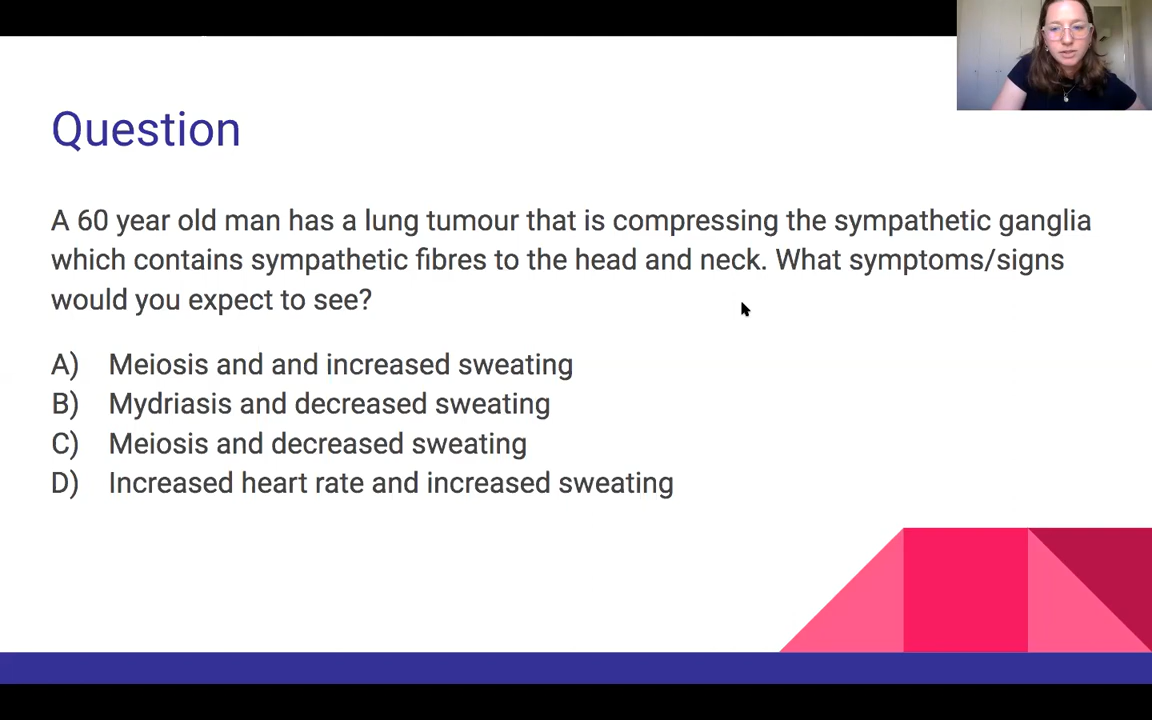 Question
A 60 year old man has a lung tumour that is compressing the sympathetic ganglia
which contains sympathetic fibres to the head and neck. What symptoms/signs
would you expect to see?
A) Meiosis and and increased sweating
B) Mydriasis and decreased sweating
C) Meiosis and decreased sweating
D) Increased heart rate and increased sweating